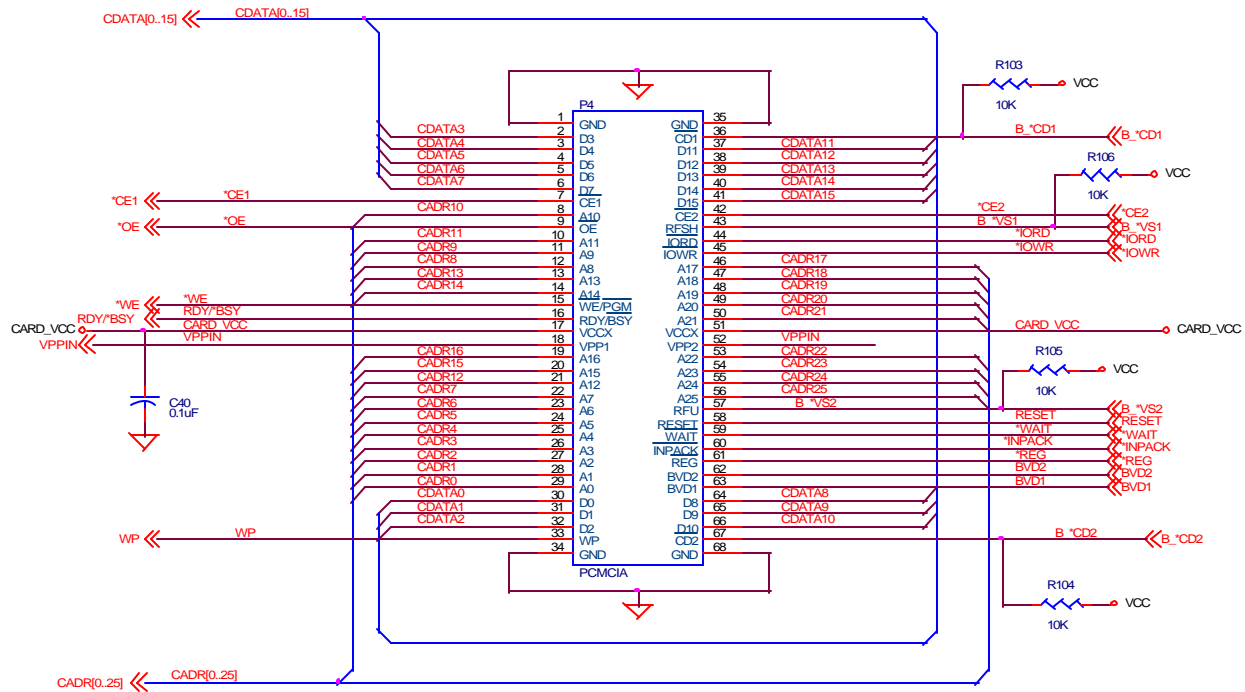 CDATA[0..15] CDATA[0..15]
R103
VCC
10K
P4
1 GND GND 35
CDATA3 2 D3 CD1 36 B_*CD1 B_*CD1
CDATA4 3 D4 D11 37 CDATA11
CDATA5 4 D5 D12 38 CDATA12
CDATA6 5 D6 D13 39 CDATA13
CDATA7 6 D7 D14 40 CDATA14
*CE1 *CE1 7 CE1 D15 41 CDATA15
R106
VCC
10K
CADR10 8 A10 CE2 42 *CE2 *CE2
*OE *OE 9 OE RFSH 43 B_*VS1 B_*VS1
CADR11 10 A11 IORD 44 *IORD *IORD
CADR9 11 A9 IOWR 45 *IOWR *IOWR
CADR8 12 A8 A17 46 CADR17
CADR13 13 A13 A18 47 CADR18
CADR14 14 A14 A19 48 CADR19
*WE *WE 15 WE/PGM A20 49 CADR20
RDY/*BSY RDY/*BSY 16 RDY/BSY A21 50 CADR21
CARD_VCC CARD_VCC 17 VCCX VCCX 51 CARD_VCC CARD_VCC
VPPIN VPPIN 18 VPP1 VPP2 52 VPPIN
CADR16 19 A16 A22 53 CADR22
CADR15 20 A15 A23 54 CADR23
CADR12 21 A12 A24 55 CADR24
CADR7 22 A7 A25 56 CADR25
R105
VCC
10K
C40
0.1uF
CADR6 23 A6 RFU 57 B_*VS2 B_*VS2
CADR5 24 A5 RESET 58 RESET RESET
CADR4 25 A4 WAIT 59 *WAIT *WAIT
CADR3 26 A3 INPACK 60 *INPACK *INPACK
CADR2 27 A2 REG 61 *REG *REG
CADR1 28 A1 BVD2 62 BVD2 BVD2
CADR0 29 A0 BVD1 63 BVD1 BVD1
CDATA0 30 D0 D8 64 CDATA8
CDATA1 31 D1 D9 65 CDATA9
CDATA2 32 D2 D10 66 CDATA10
WP WP 33 WP CD2 67 B_*CD2 B_*CD2
34 GND GND 68
PCMCIA
R104
VCC
10K
CADR[0..25] CADR[0..25]